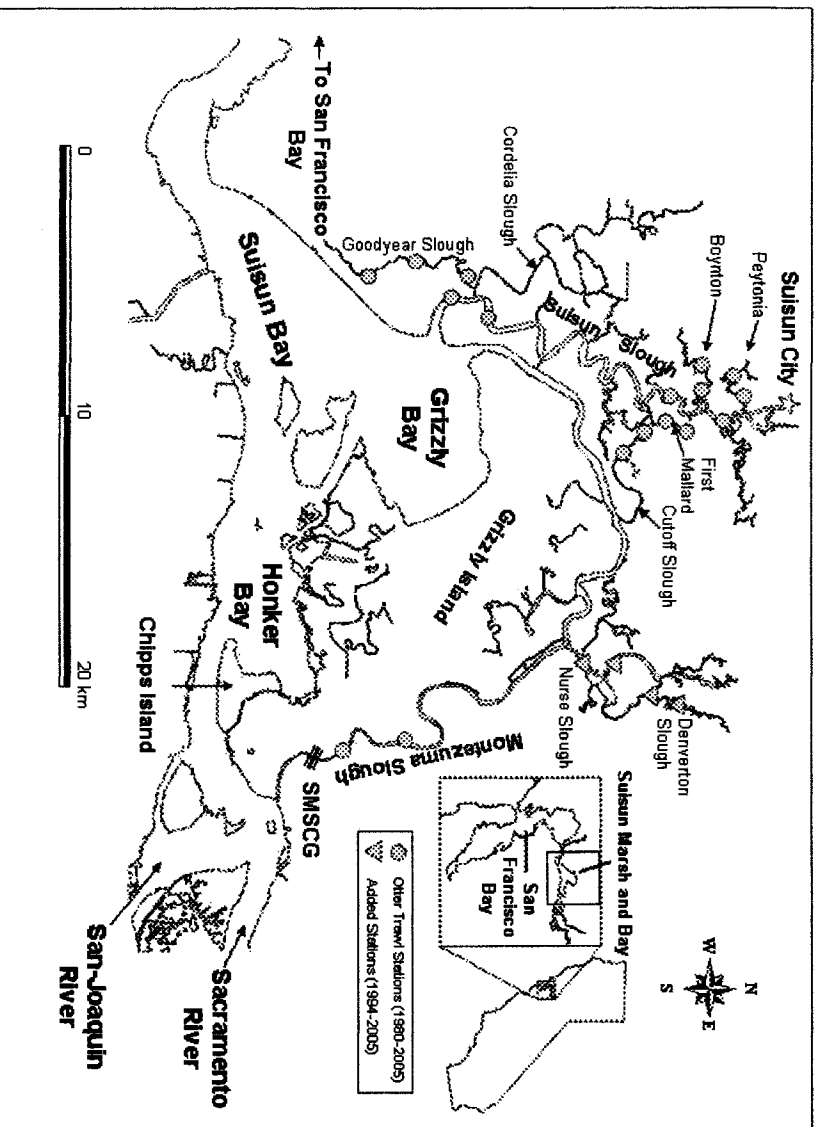 Suisun City
Peytonia
Boynton
First
Mallard
Cutoff Slough
Suisun Slough
Cordelia Slough
Goodyear Slough
← To San Francisco
Bay
Suisun Bay
Grizzly
Bay
Grizzly Island
Honker
Bay
Chipps Island
Nurse Slough
Denverton
Slough
Montezuma Slough
SMSCG
Sacramento
River
San-Joaquin
River
Suisun Marsh and Bay
San
Francisco
Bay
N
W
E
S
Otter Trawl Stations (1980-2005)
Added Stations (1994-2005)
0
10
20 km